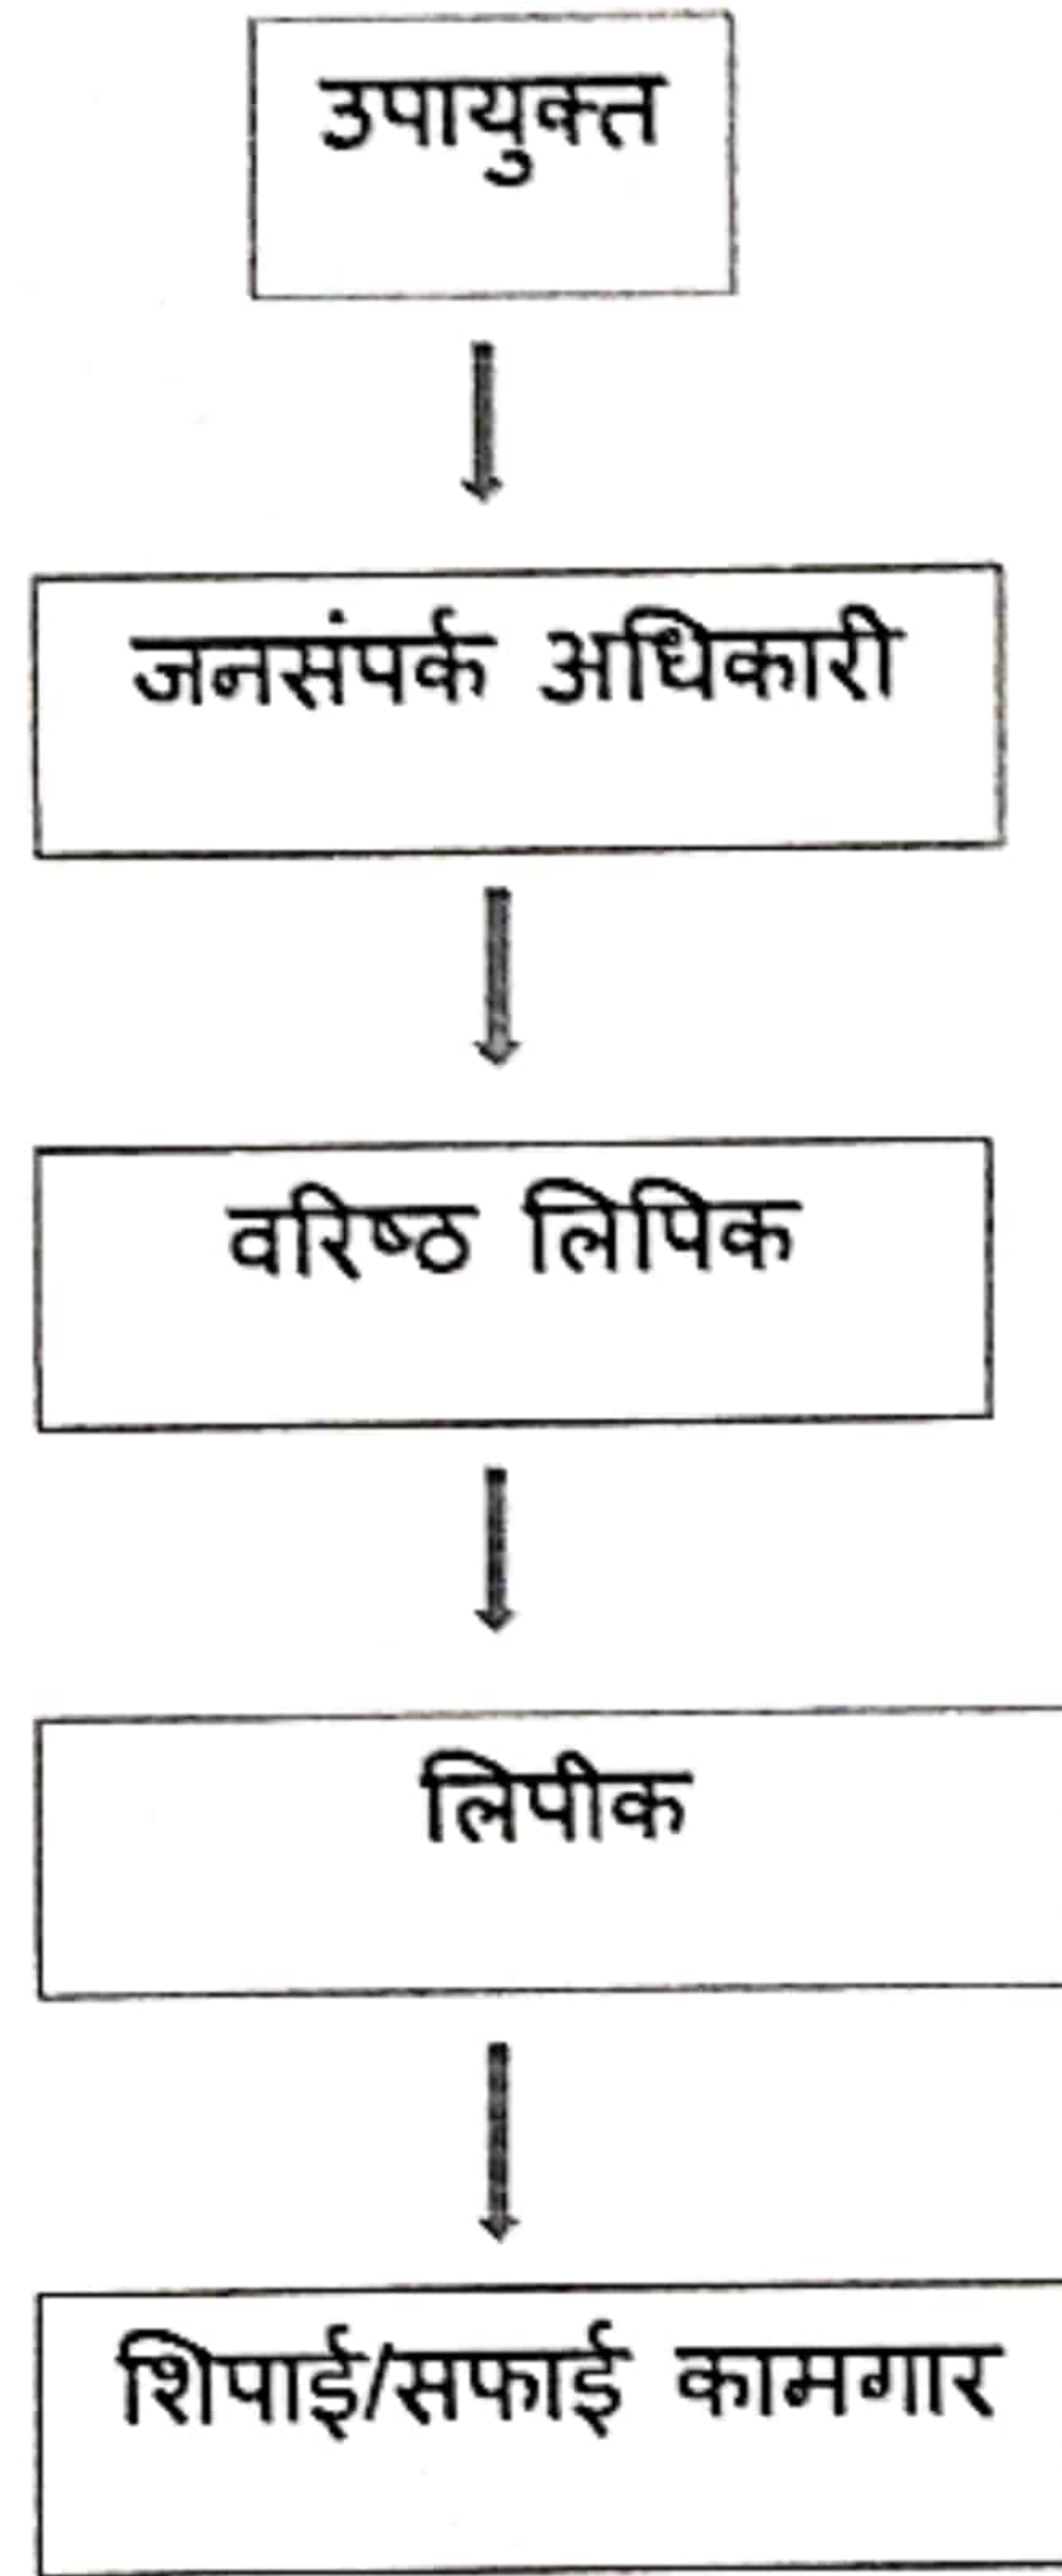 उपायुक्त
जनसंपर्क अधिकारी
वरिष्ठ लिपिक
लिपीक
शिपाई/सफाई कामगार